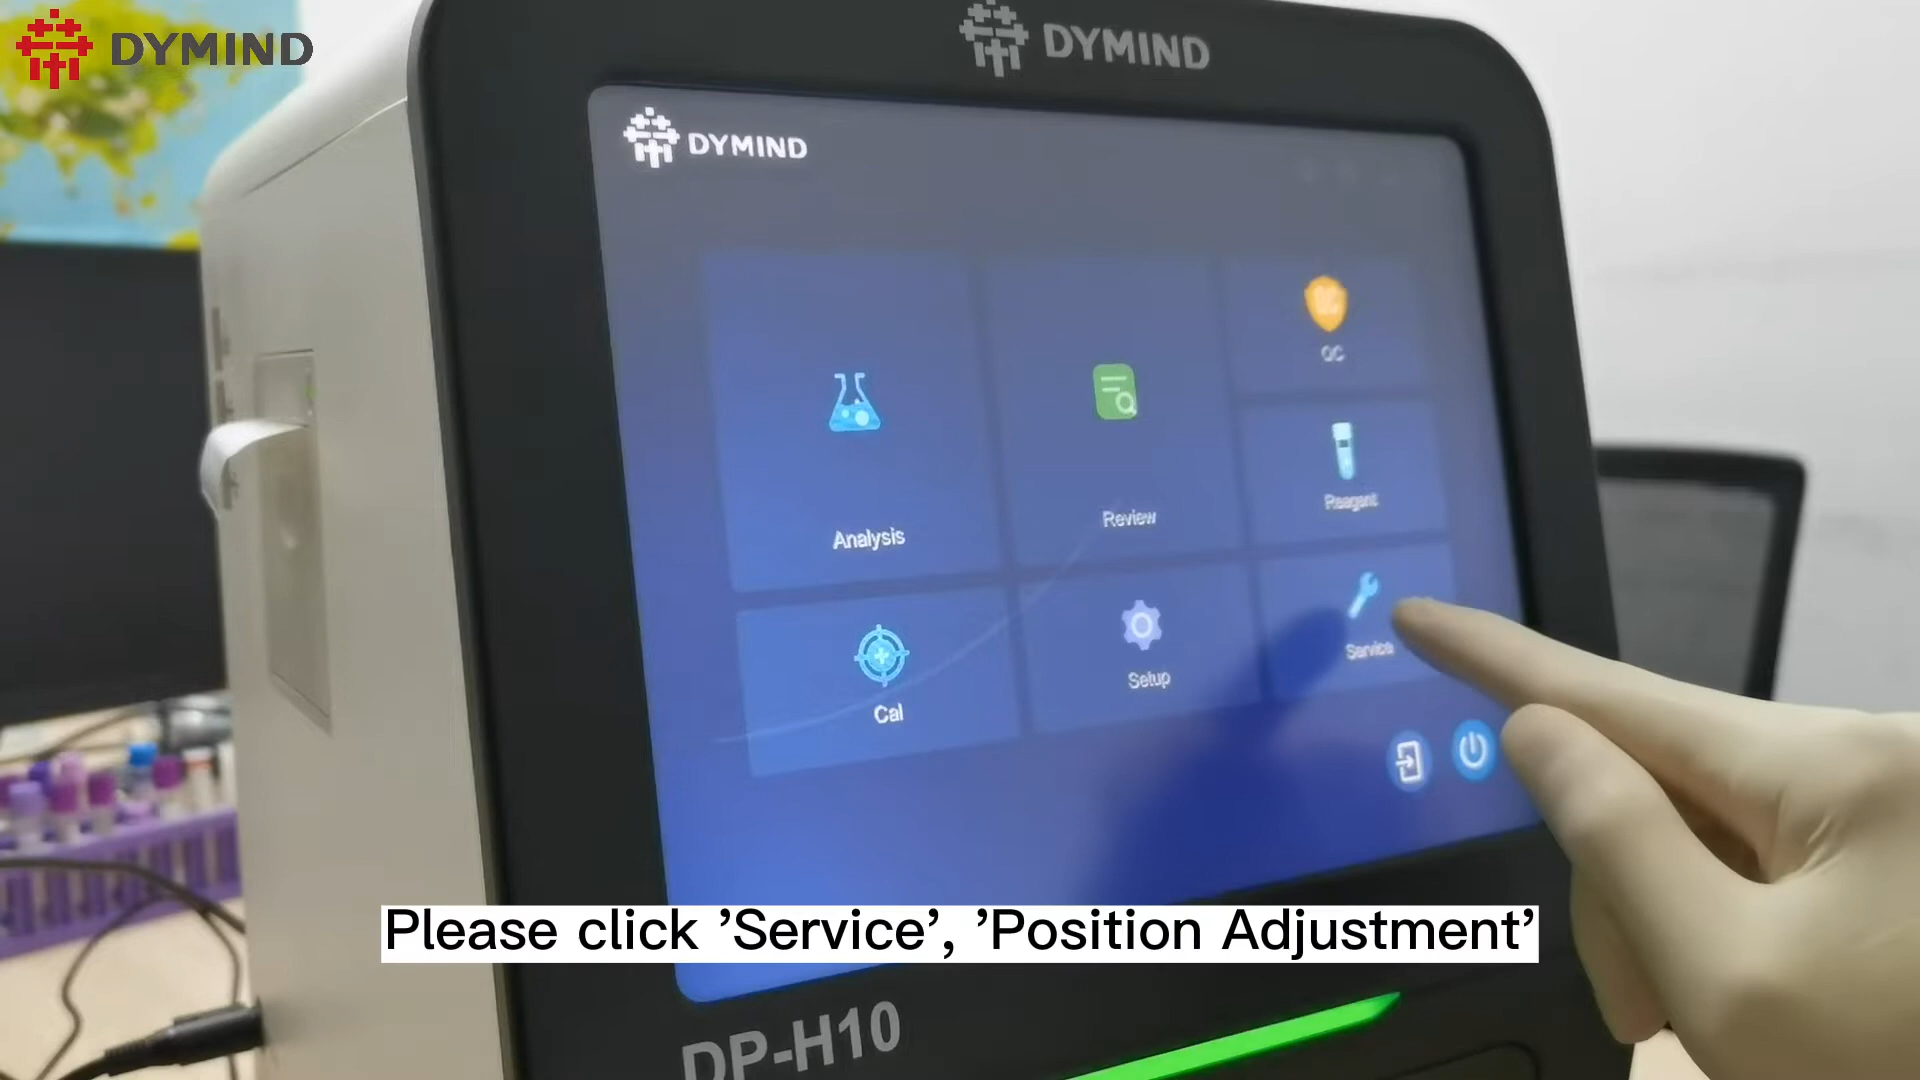 DYMIND
DYMIND
DYMIND
QC
Analysis
Review
Reagent
Cal
Setup
Service
Please click 'Service', 'Position Adjustment'
DP-H10